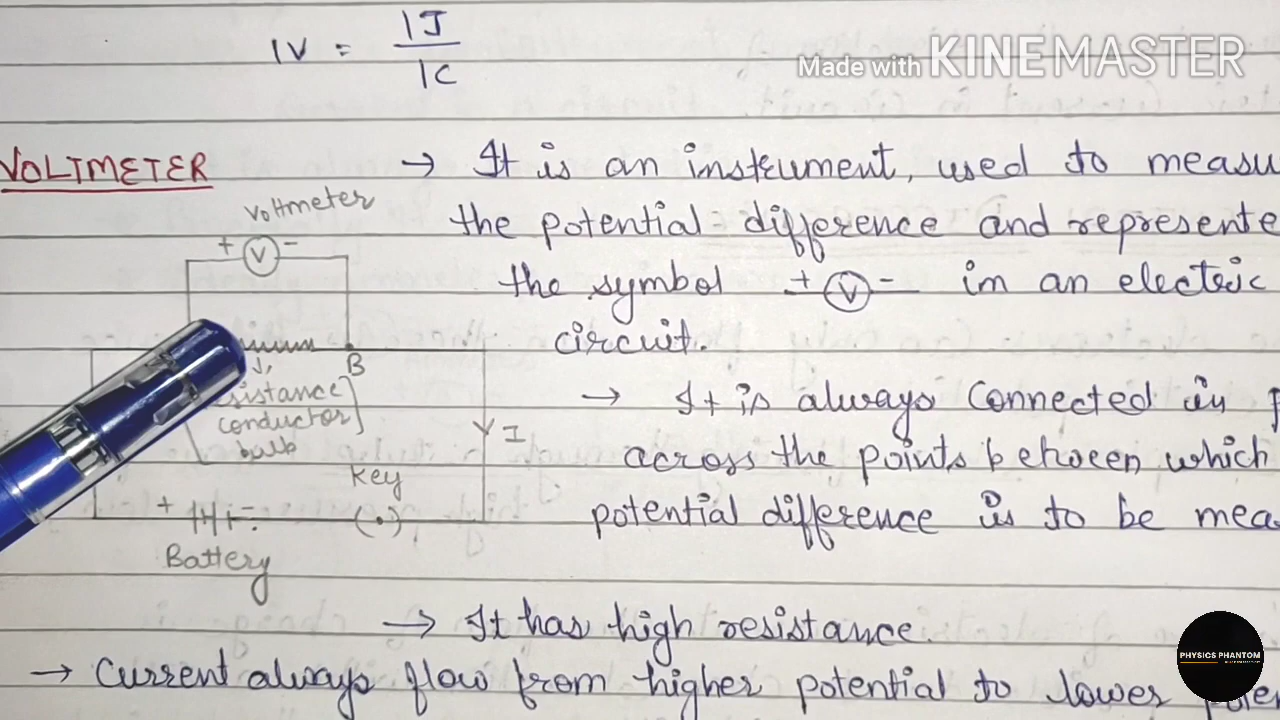 1V = 1J
1C
Made with KINEMASTER
VOLTMETER → It is an instrument, used to measu
the potential difference and represente
the symbol + V - in an electric
circuit.
voltmeter
+ V -
B
istance
conductor
bulb
I
Key
+ - ( . )
Battery
→ It is always connected in p
across the points between which
potential difference is to be mea
→ It has high resistance.
→ Current always flow from higher potential to lower poten
PHYSICS PHANTOM